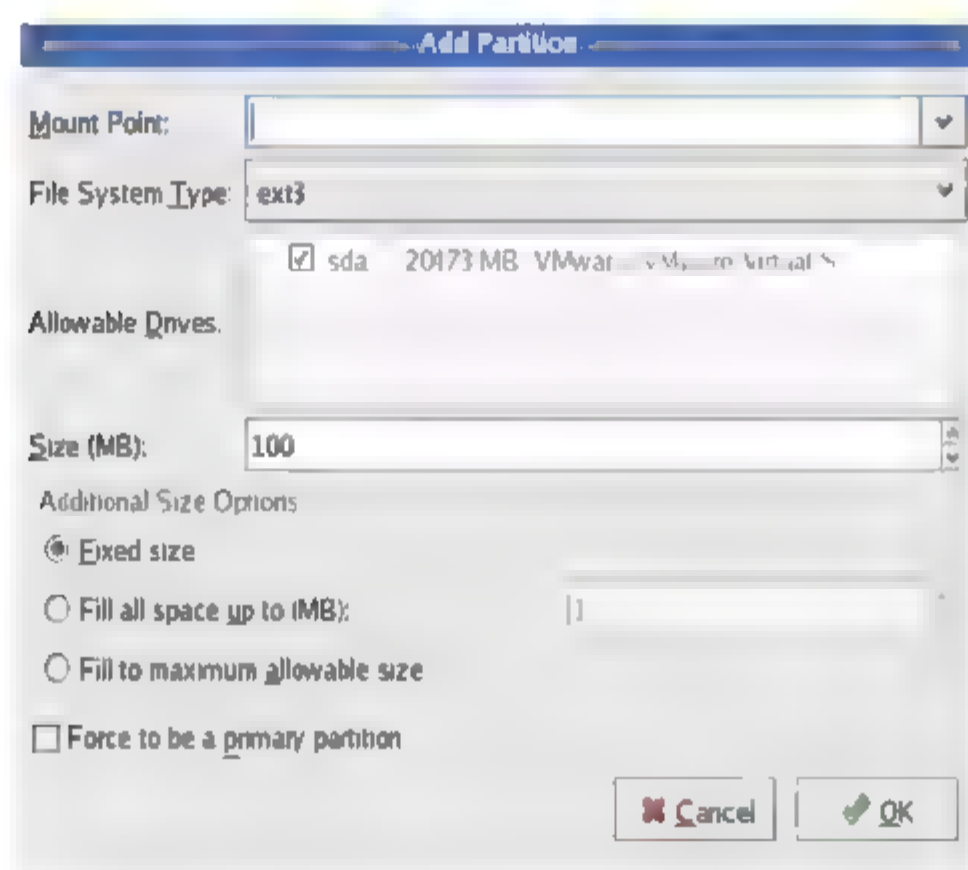 Add Partition
Mount Point:
File System Type: ext3
sda 20473 MB VMwar
Allowable Drives:
Size (MB): 100
Additional Size Options
Fixed size
Fill all space up to (MB): 1
Fill to maximum allowable size
Force to be a primary partition
Cancel OK